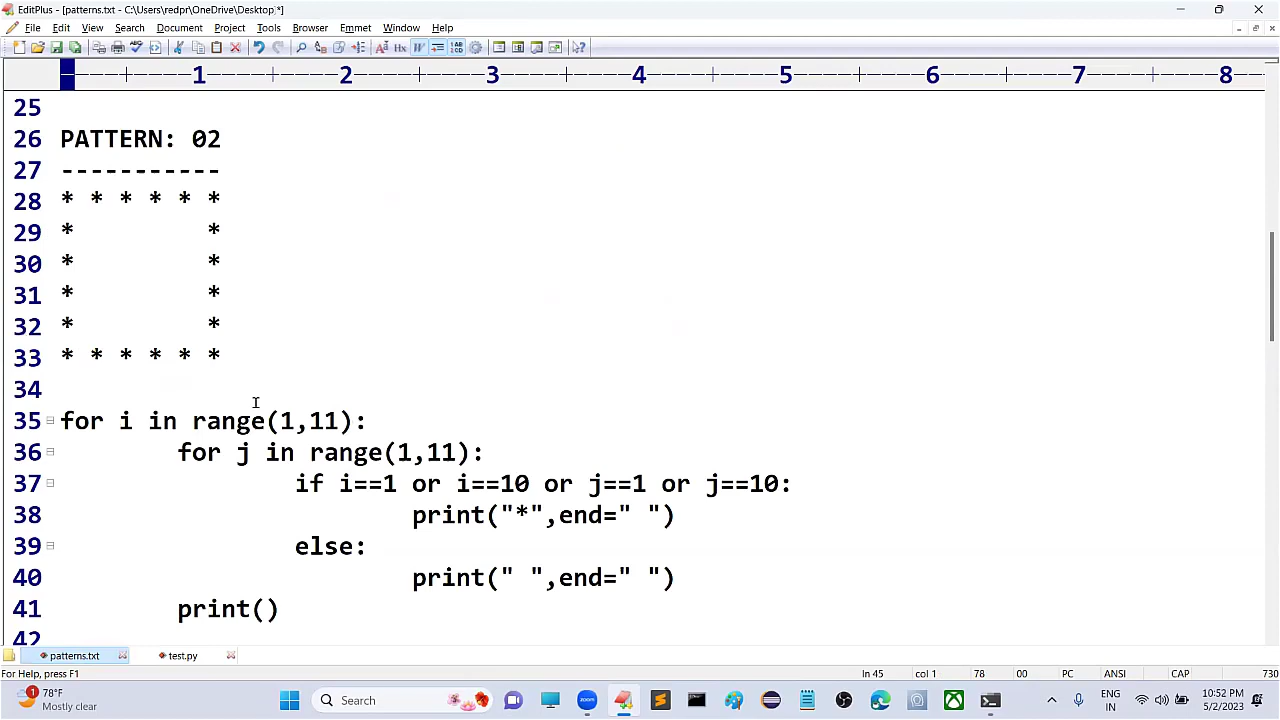 EditPlus - [patterns.txt - C:\Users\redpr\OneDrive\Desktop]*]
File Edit View Search Document Project Tools Browser Emmet Window Help
1 2 3 4 5 6 7 8
25
26 PATTERN: 02
27 -----------
28 * * * * * *
29 *         *
30 *         *
31 *         *
32 *         *
33 * * * * * *
34
35 for i in range(1,11):
36         for j in range(1,11):
37                 if i==1 or i==10 or j==1 or j==10:
38                         print("*",end=" ")
39                 else:
40                         print(" ",end=" ")
41         print()
42
patterns.txt test.py
For Help, press F1 ln 45 col 1 78 00 PC ANSI CAP 730
1 78°F Search ENG 10:52 PM
Mostly clear zoom IN 5/2/2023